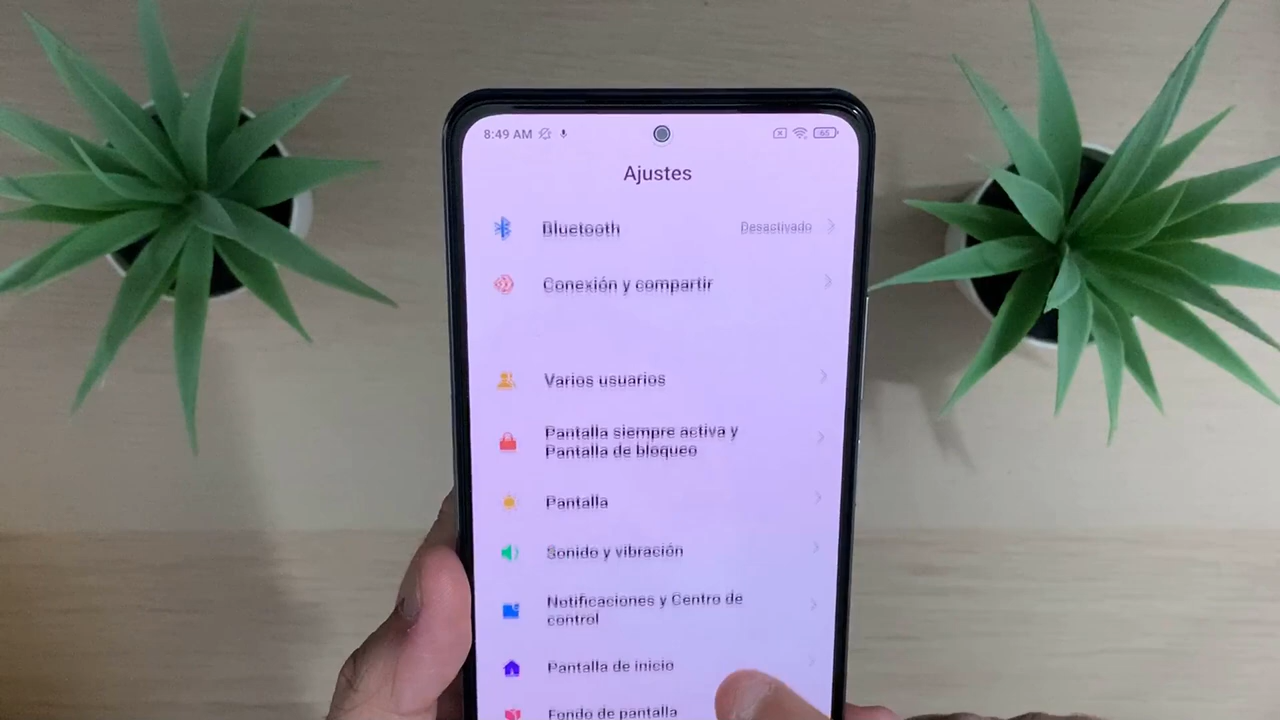 8:49 AM 65
Ajustes
Bluetooth Desactivado
Conexión y compartir
Varios usuarios
Pantalla siempre activa y
Pantalla de bloqueo
Pantalla
Sonido y vibración
Notificaciones y Centro de
control
Pantalla de inicio
Fondo de pantalla